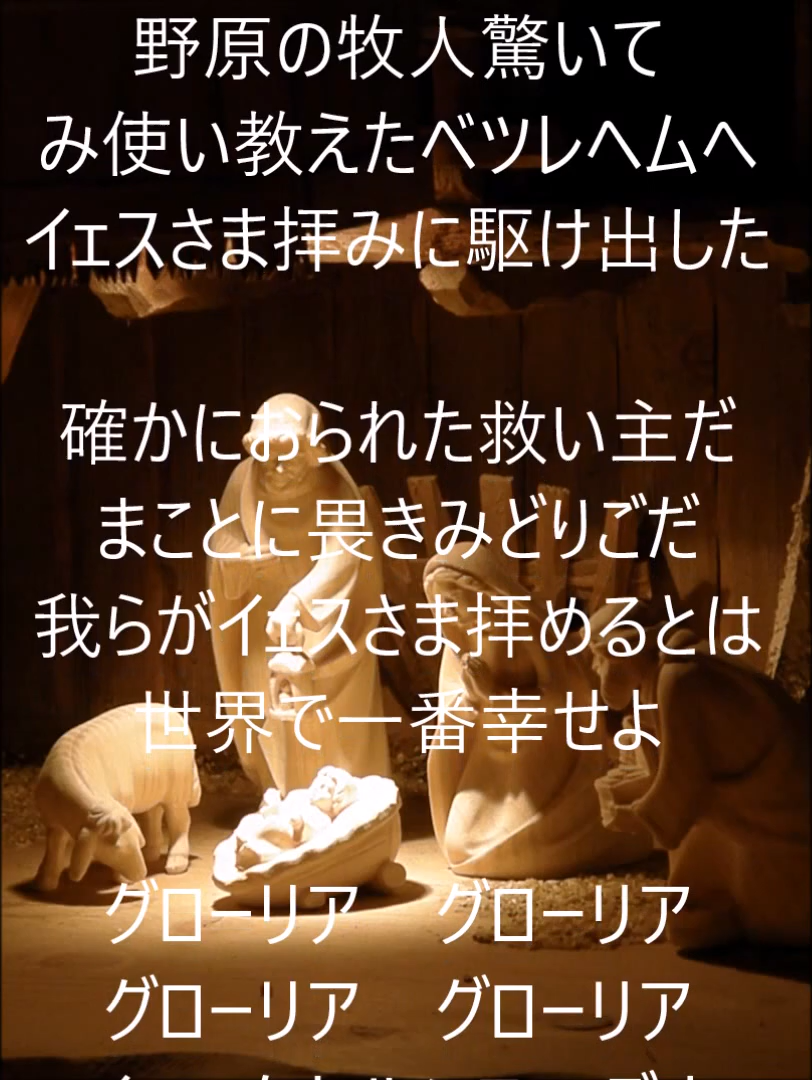 野原の牧人驚いて
み使い教えたベツレヘムへ
イェスさま拝みに駆け出した
確かにおられた救い主だ
まことに畏きみどりごだ
我らがイェスさま拝めるとは
世界で一番幸せよ
グローリア　グローリア
グローリア　グローリア